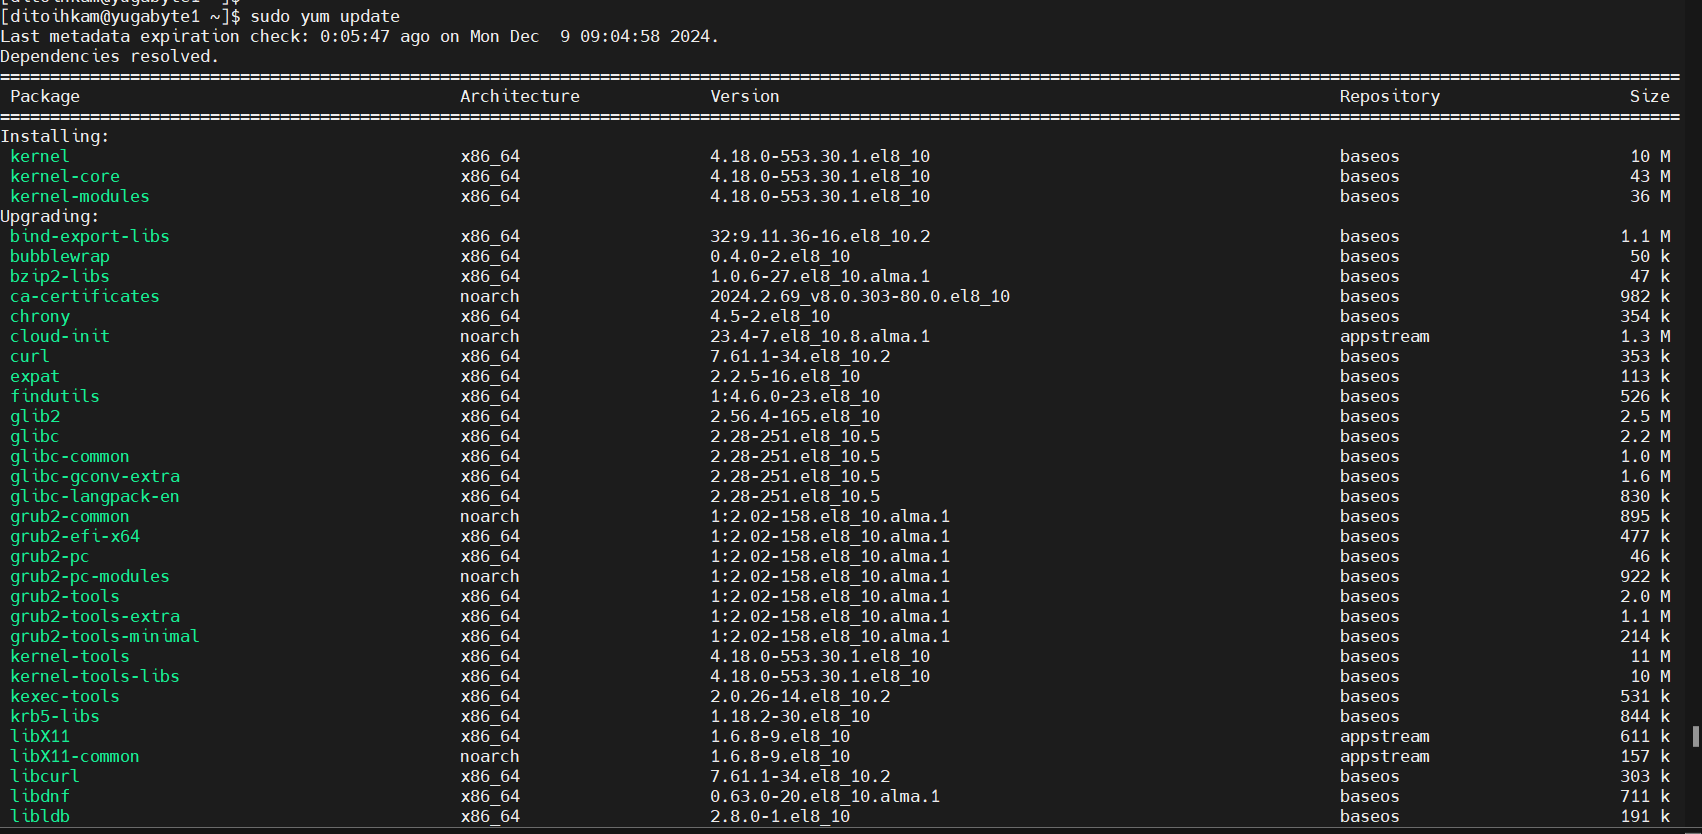 [ditoihkam@yugabyte1 ~]$
[ditoihkam@yugabyte1 ~]$ sudo yum update
Last metadata expiration check: 0:05:47 ago on Mon Dec  9 09:04:58 2024.
Dependencies resolved.
================================================================================
Package Architecture Version Repository Size
================================================================================
Installing:
kernel x86_64 4.18.0-553.30.1.el8_10 baseos 10 M
kernel-core x86_64 4.18.0-553.30.1.el8_10 baseos 43 M
kernel-modules x86_64 4.18.0-553.30.1.el8_10 baseos 36 M
Upgrading:
bind-export-libs x86_64 32:9.11.36-16.el8_10.2 baseos 1.1 M
bubblewrap x86_64 0.4.0-2.el8_10 baseos 50 k
bzip2-libs x86_64 1.0.6-27.el8_10.alma.1 baseos 47 k
ca-certificates noarch 2024.2.69_v8.0.303-80.0.el8_10 baseos 982 k
chrony x86_64 4.5-2.el8_10 baseos 354 k
cloud-init noarch 23.4-7.el8_10.8.alma.1 appstream 1.3 M
curl x86_64 7.61.1-34.el8_10.2 baseos 353 k
expat x86_64 2.2.5-16.el8_10 baseos 113 k
findutils x86_64 1:4.6.0-23.el8_10 baseos 526 k
glib2 x86_64 2.56.4-165.el8_10 baseos 2.5 M
glibc x86_64 2.28-251.el8_10.5 baseos 2.2 M
glibc-common x86_64 2.28-251.el8_10.5 baseos 1.0 M
glibc-gconv-extra x86_64 2.28-251.el8_10.5 baseos 1.6 M
glibc-langpack-en x86_64 2.28-251.el8_10.5 baseos 830 k
grub2-common noarch 1:2.02-158.el8_10.alma.1 baseos 895 k
grub2-efi-x64 x86_64 1:2.02-158.el8_10.alma.1 baseos 477 k
grub2-pc x86_64 1:2.02-158.el8_10.alma.1 baseos 46 k
grub2-pc-modules noarch 1:2.02-158.el8_10.alma.1 baseos 922 k
grub2-tools x86_64 1:2.02-158.el8_10.alma.1 baseos 2.0 M
grub2-tools-extra x86_64 1:2.02-158.el8_10.alma.1 baseos 1.1 M
grub2-tools-minimal x86_64 1:2.02-158.el8_10.alma.1 baseos 214 k
kernel-tools x86_64 4.18.0-553.30.1.el8_10 baseos 11 M
kernel-tools-libs x86_64 4.18.0-553.30.1.el8_10 baseos 10 M
kexec-tools x86_64 2.0.26-14.el8_10.2 baseos 531 k
krb5-libs x86_64 1.18.2-30.el8_10 baseos 844 k
libX11 x86_64 1.6.8-9.el8_10 appstream 611 k
libX11-common noarch 1.6.8-9.el8_10 appstream 157 k
libcurl x86_64 7.61.1-34.el8_10.2 baseos 303 k
libdnf x86_64 0.63.0-20.el8_10.alma.1 baseos 711 k
libldb x86_64 2.8.0-1.el8_10 baseos 191 k